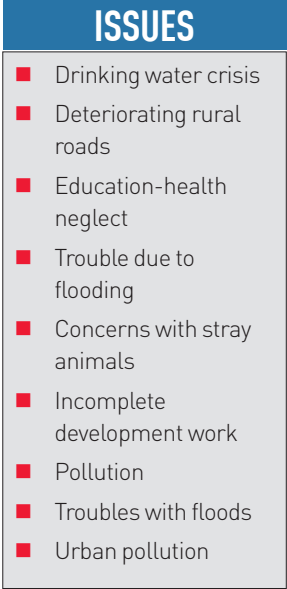 ISSUES
Drinking water crisis
Deteriorating rural
roads
Education-health
neglect
Trouble due to
flooding
Concerns with stray
animals
Incomplete
development work
Pollution
Troubles with floods
Urban pollution